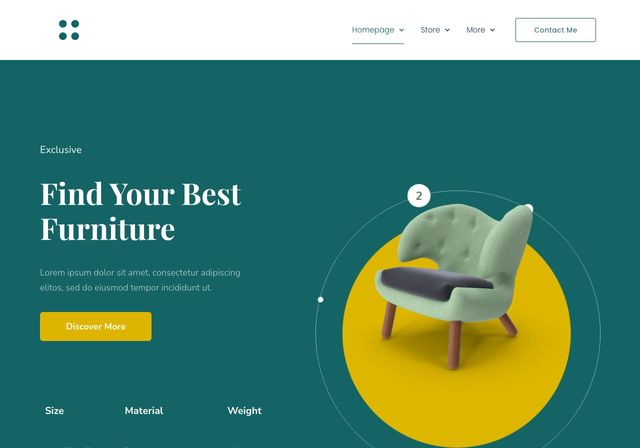 Homepage Store More Contact Me
Exclusive
Find Your Best
Furniture
2
Lorem ipsum dolor sit amet, consectetur adipiscing
elitos, sed do eiusmod tempor incididunt ut.
Discover More
Size Material Weight